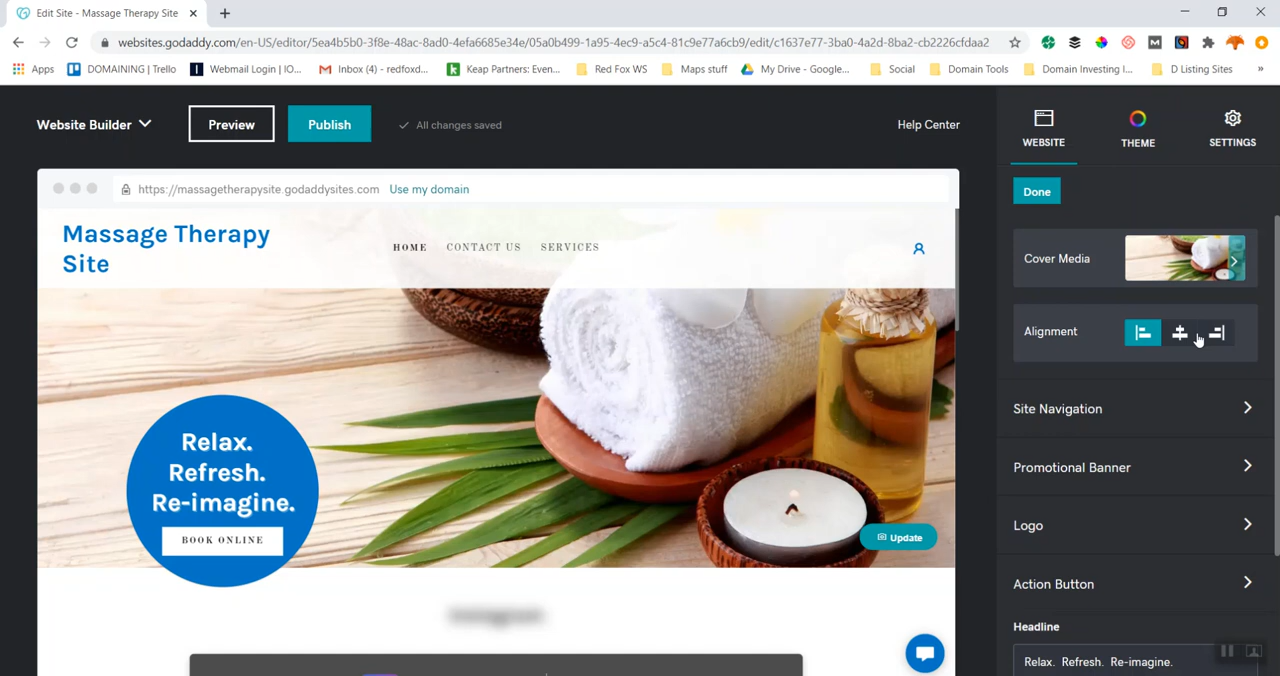 Edit Site - Massage Therapy Site
websites.godaddy.com/en-US/editor/5ea4b5b0-3f8e-48ac-8ad0-4efa6685e34e/05a0b499-1a95-4ec9-a5c4-81c9e77a6cb9/edit/c1637e77-3ba0-4a2d-8ba2-cb2226cfdaa2
Apps DOMAINING | Trello Webmail Login | IO... Inbox (4) - redfoxd... Keap Partners: Even... Red Fox WS Maps stuff My Drive - Google... Social Domain Tools Domain Investing I... D Listing Sites »
Website Builder Preview Publish All changes saved Help Center
WEBSITE THEME SETTINGS
https://massagetherapysite.godaddysites.com Use my domain
Done
Massage Therapy
Site
HOME CONTACT US SERVICES
Cover Media
Alignment
Site Navigation
Relax.
Refresh.
Re-imagine.
BOOK ONLINE
Update
Promotional Banner
Logo
Action Button
Instagram
Headline
Relax. Refresh. Re-imagine.